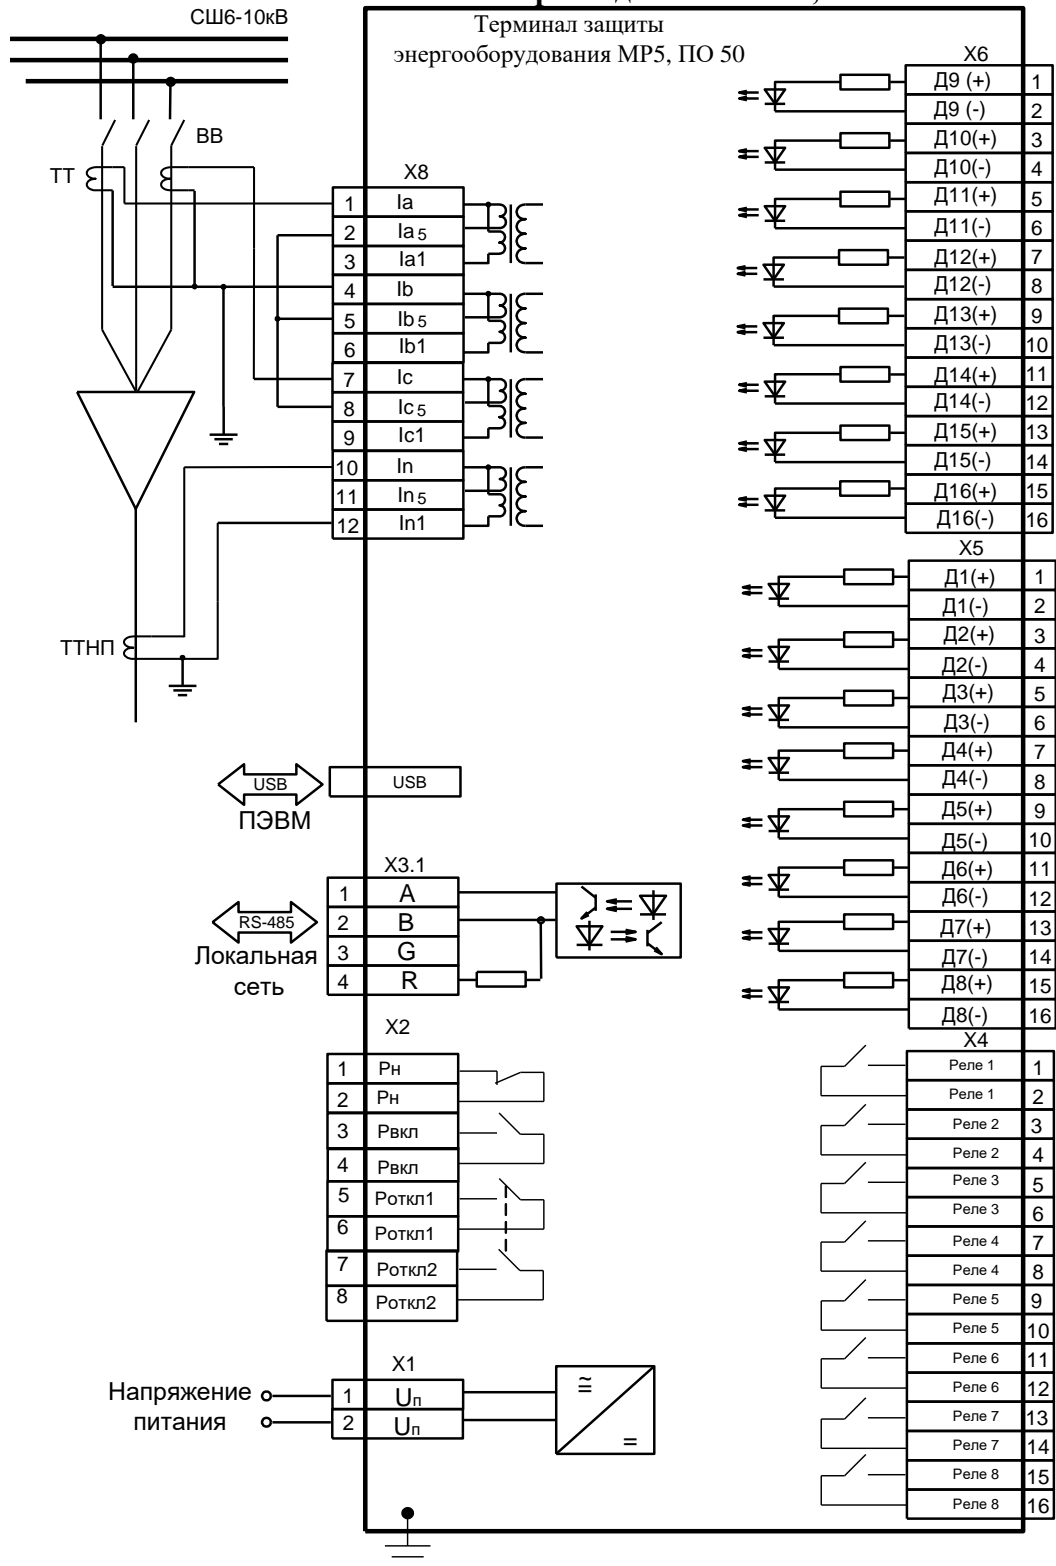 СШ6-10кВ
Терминал защиты
энергооборудования МР5, ПО 50
ВВ
ТТ
X8
1 Ia
2 Ia5
3 Ia1
4 Ib
5 Ib5
6 Ib1
7 Ic
8 Ic5
9 Ic1
10 In
11 In5
12 In1
ТТНП
USB USB
ПЭВМ
X3.1
1 A
2 B
3 G
4 R
RS-485
Локальная
сеть
X2
1 Рн
2 Рн
3 Рвкл
4 Рвкл
5 Роткл1
6 Роткл1
7 Роткл2
8 Роткл2
X1
1 Uп
2 Uп
Напряжение
питания
X6
Д9 (+) 1
Д9 (-) 2
Д10(+) 3
Д10(-) 4
Д11(+) 5
Д11(-) 6
Д12(+) 7
Д12(-) 8
Д13(+) 9
Д13(-) 10
Д14(+) 11
Д14(-) 12
Д15(+) 13
Д15(-) 14
Д16(+) 15
Д16(-) 16
X5
Д1(+) 1
Д1(-) 2
Д2(+) 3
Д2(-) 4
Д3(+) 5
Д3(-) 6
Д4(+) 7
Д4(-) 8
Д5(+) 9
Д5(-) 10
Д6(+) 11
Д6(-) 12
Д7(+) 13
Д7(-) 14
Д8(+) 15
Д8(-) 16
X4
Реле 1 1
Реле 1 2
Реле 2 3
Реле 2 4
Реле 3 5
Реле 3 6
Реле 4 7
Реле 4 8
Реле 5 9
Реле 5 10
Реле 6 11
Реле 6 12
Реле 7 13
Реле 7 14
Реле 8 15
Реле 8 16